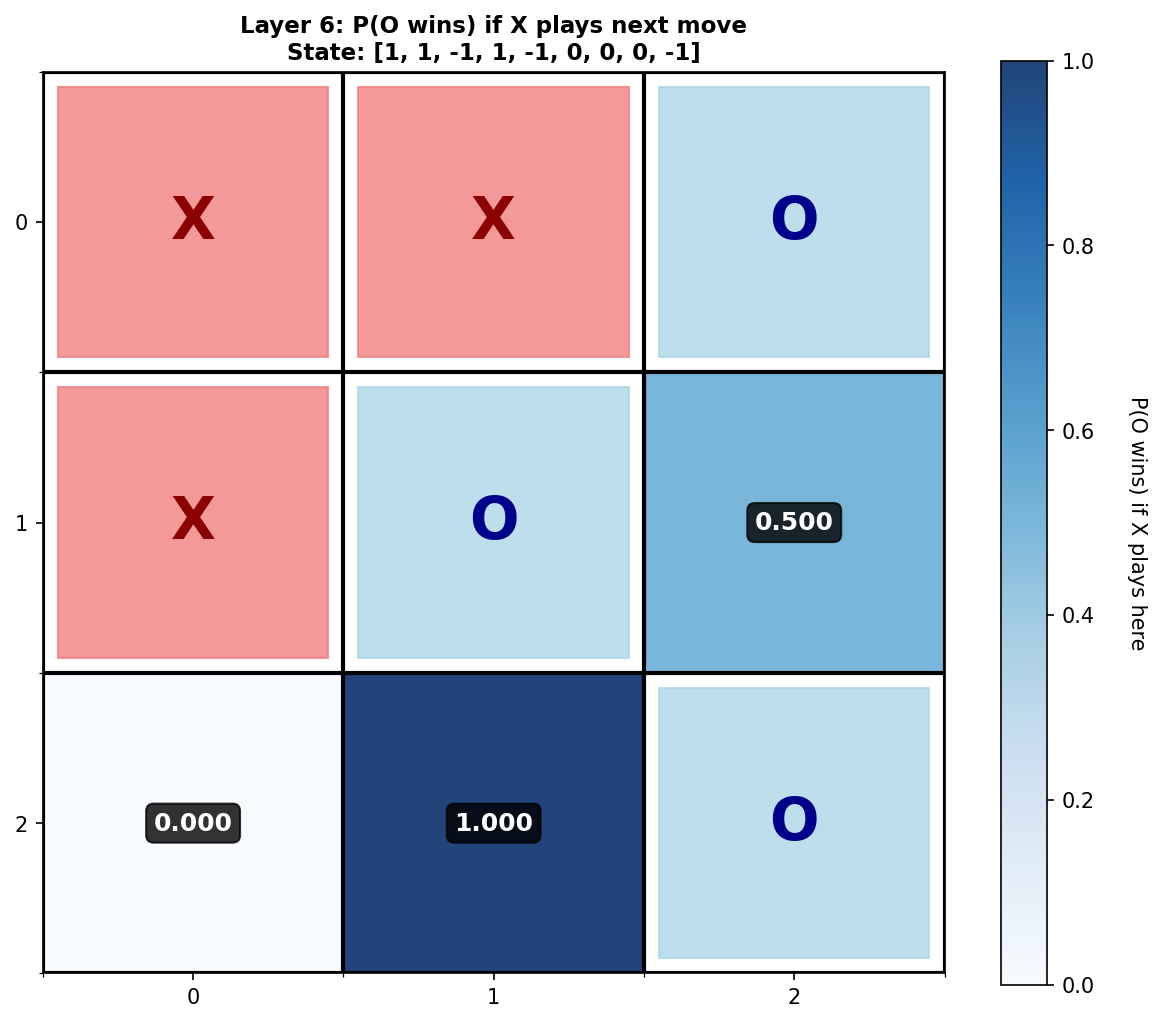 Layer 6: P(O wins) if X plays next move
State: [1, 1, -1, 1, -1, 0, 0, 0, -1]
0
X
X
O
1
X
O
0.500
2
0.000
1.000
O
0
1
2
1.0
0.8
0.6
0.4
0.2
0.0
P(O wins) if X plays here